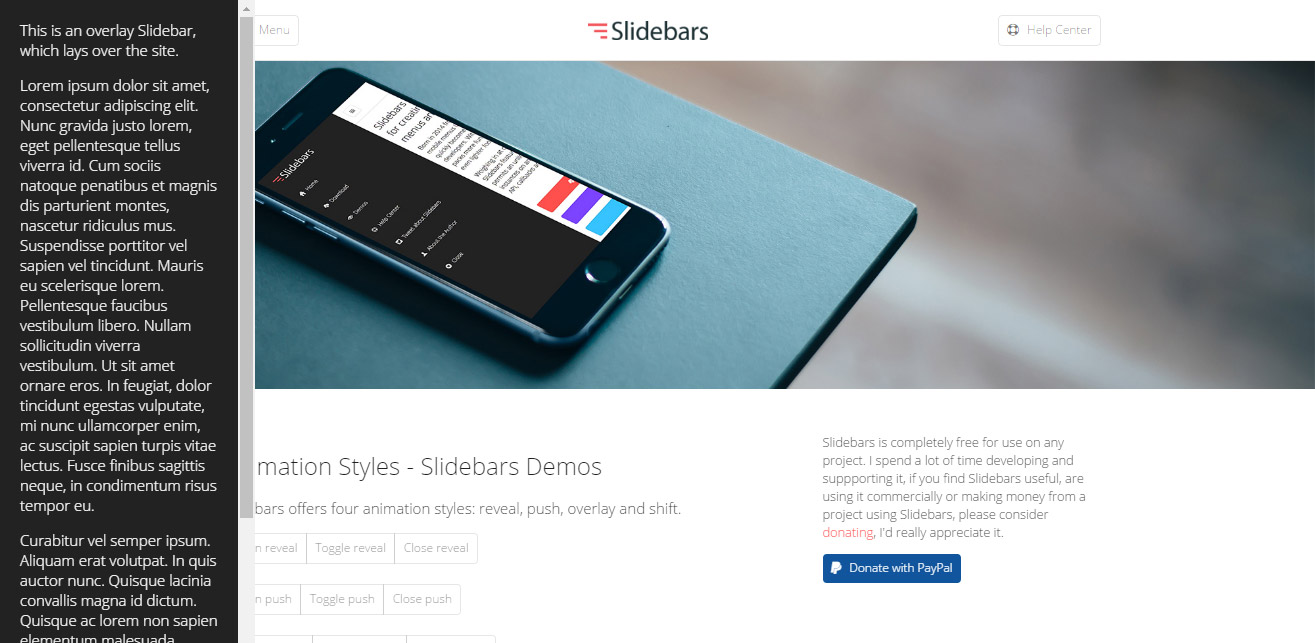 This is an overlay Slidebar,
which lays over the site.
Lorem ipsum dolor sit amet,
consectetur adipiscing elit.
Nunc gravida justo lorem,
eget pellentesque tellus
viverra id. Cum sociis
natoque penatibus et magnis
dis parturient montes,
nascetur ridiculus mus.
Suspendisse porttitor vel
sapien vel tincidunt. Mauris
eu scelerisque lorem.
Pellentesque faucibus
vestibulum libero. Nullam
sollicitudin viverra
vestibulum. Ut sit amet
ornare eros. In feugiat, dolor
tincidunt egestas vulputate,
mi nunc ullamcorper enim,
ac suscipit sapien turpis vitae
lectus. Fusce finibus sagittis
neque, in condimentum risus
tempor eu.
Curabitur vel semper ipsum.
Aliquam erat volutpat. In quis
auctor nunc. Quisque lacinia
convallis magna id dictum.
Quisque ac lorem non sapien
elementum malesuada
Menu
Slidebars
Help Center
Slidebars
Home
Download
Demos
Help Center
Tweet about Slidebars
About the Author
Close
Slidebars
for creatin
menus an
mation Styles - Slidebars Demos
bars offers four animation styles: reveal, push, overlay and shift.
n reveal
Toggle reveal
Close reveal
n push
Toggle push
Close push
Slidebars is completely free for use on any
project. I spend a lot of time developing and
suppporting it, if you find Slidebars useful, are
using it commercially or making money from a
project using Slidebars, please consider
donating, I'd really appreciate it.
Donate with PayPal